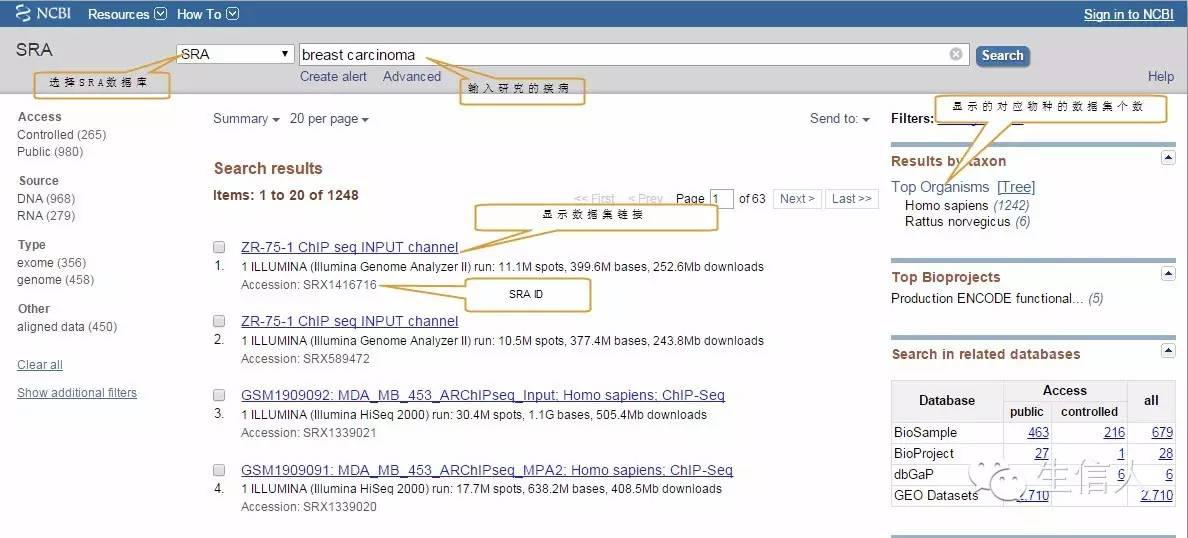 NCBI Resources How To Sign in to NCBI
SRA SRA breast carcinoma Search
Create alert Advanced Help
选择SRA数据库
输入研究的疾病
显示的对应物种的数据集个数
Access
Controlled (265)
Public (980)
Source
DNA (968)
RNA (279)
Type
exome (356)
genome (458)
Other
aligned data (450)
Clear all
Show additional filters
Summary 20 per page Send to:
Search results
Items: 1 to 20 of 1248
<< First < Prev Page 1 of 63 Next > Last >>
显示数据集链接
ZR-75-1 ChIP seq INPUT channel
1. 1 ILLUMINA (Illumina Genome Analyzer II) run: 11.1M spots, 399.6M bases, 252.6Mb downloads
Accession: SRX1416716
SRA ID
ZR-75-1 ChIP seq INPUT channel
2. 1 ILLUMINA (Illumina Genome Analyzer II) run: 10.5M spots, 377.4M bases, 243.8Mb downloads
Accession: SRX589472
GSM1909092: MDA_MB_453_ARChIPseq_Input; Homo sapiens; ChIP-Seq
3. 1 ILLUMINA (Illumina HiSeq 2000) run: 30.4M spots, 1.1G bases, 505.4Mb downloads
Accession: SRX1339021
GSM1909091: MDA_MB_453_ARChIPseq_MPA2; Homo sapiens; ChIP-Seq
4. 1 ILLUMINA (Illumina HiSeq 2000) run: 17.7M spots, 638.2M bases, 408.5Mb downloads
Accession: SRX1339020
Filters:
Results by taxon
Top Organisms [Tree]
Homo sapiens (1242)
Rattus norvegicus (6)
Top Bioprojects
Production ENCODE functional... (5)
Search in related databases
Database Access all
public controlled
BioSample 463 216 679
BioProject 27 1 28
dbGaP 6 6
GEO Datasets 2,710 2,710
生信人